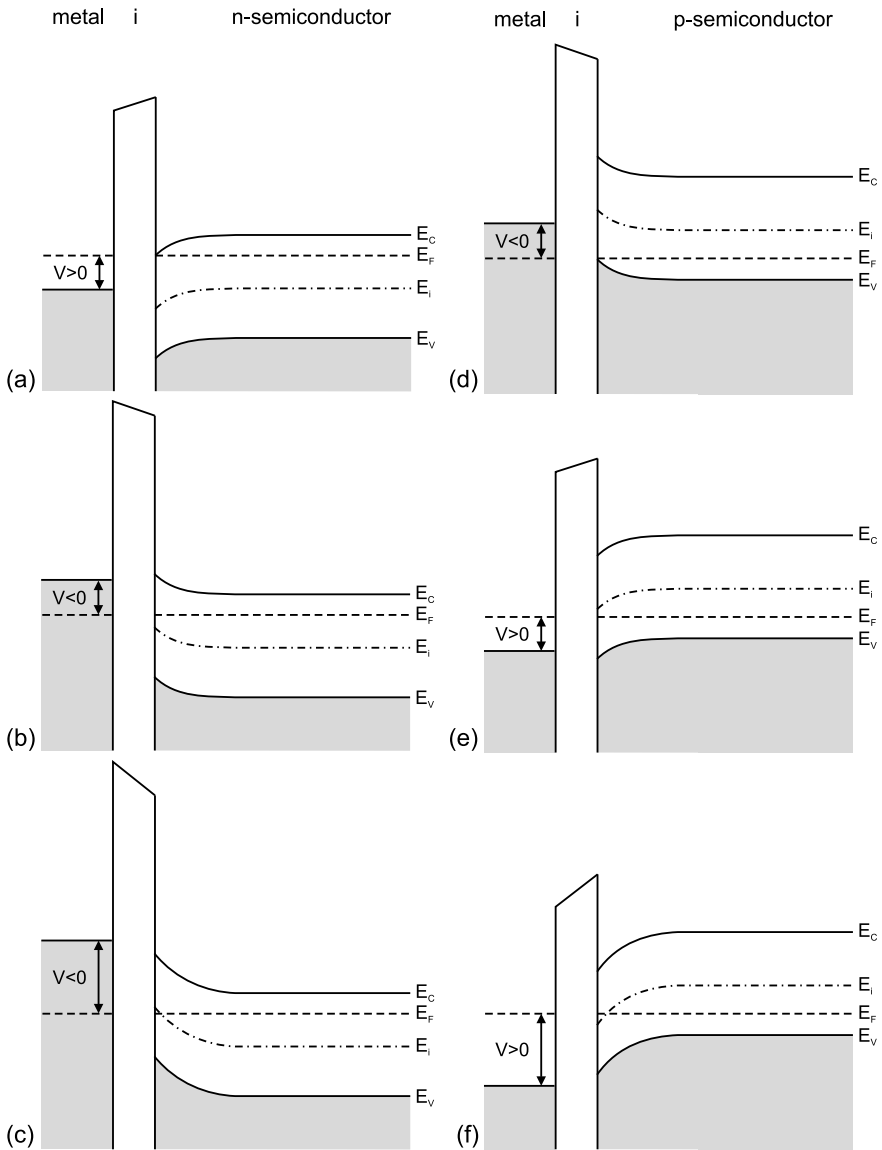 metal i n-semiconductor
metal i p-semiconductor
E_C
E_F
V>0
E_i
E_V
(a)
E_C
V<0
E_i
E_F
E_V
(d)
V<0
E_C
E_F
E_i
E_V
(b)
E_C
E_i
E_F
V>0
E_V
(e)
V<0
E_C
E_F
E_i
E_V
(c)
E_C
E_i
E_F
V>0
E_V
(f)